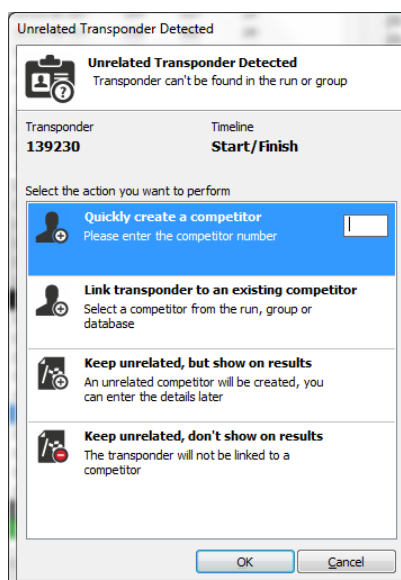 Unrelated Transponder Detected
Unrelated Transponder Detected
Transponder can't be found in the run or group
Transponder Timeline
139230 Start/Finish
Select the action you want to perform
Quickly create a competitor
Please enter the competitor number
Link transponder to an existing competitor
Select a competitor from the run, group or
database
Keep unrelated, but show on results
An unrelated competitor will be created, you
can enter the details later
Keep unrelated, don't show on results
The transponder will not be linked to a
competitor
OK Cancel